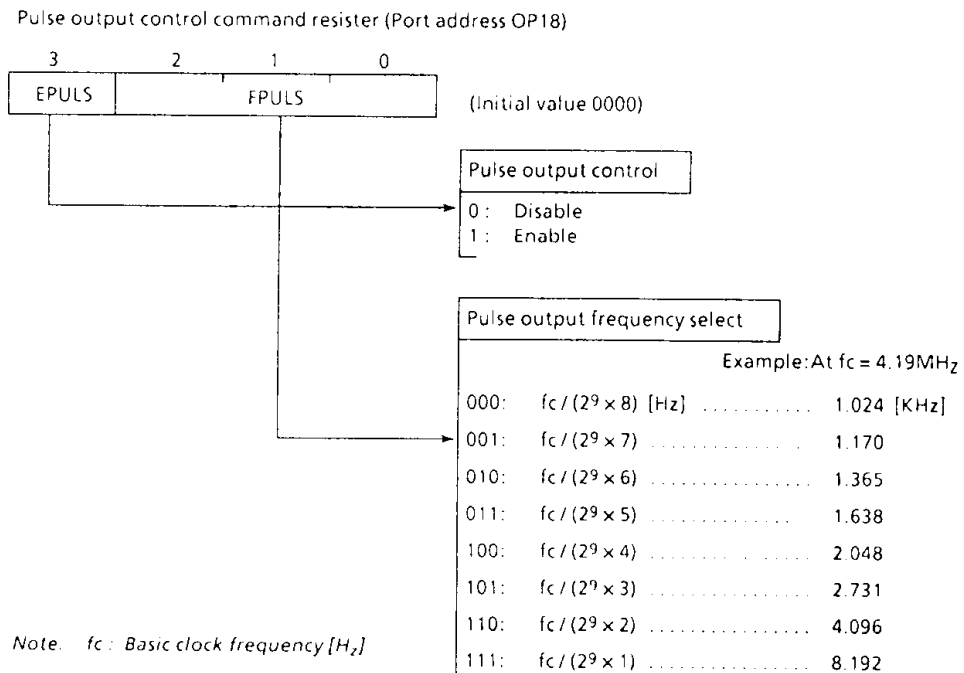 Pulse output control command resister (Port address OP18)
3 2 1 0
EPULS FPULS
(Initial value 0000)
Pulse output control
0 : Disable
1 : Enable
Pulse output frequency select
Example:At fc = 4.19MHz
000: fc / (2⁹ × 8) [Hz] ........... 1.024 [KHz]
001: fc / (2⁹ × 7) ................ 1.170
010: fc / (2⁹ × 6) ................ 1.365
011: fc / (2⁹ × 5) .............. 1.638
100: fc / (2⁹ × 4) ................ 2.048
101: fc / (2⁹ × 3) ................ 2.731
110: fc / (2⁹ × 2) ................ 4.096
111: fc / (2⁹ × 1) ................ 8.192
Note. fc : Basic clock frequency [Hz]